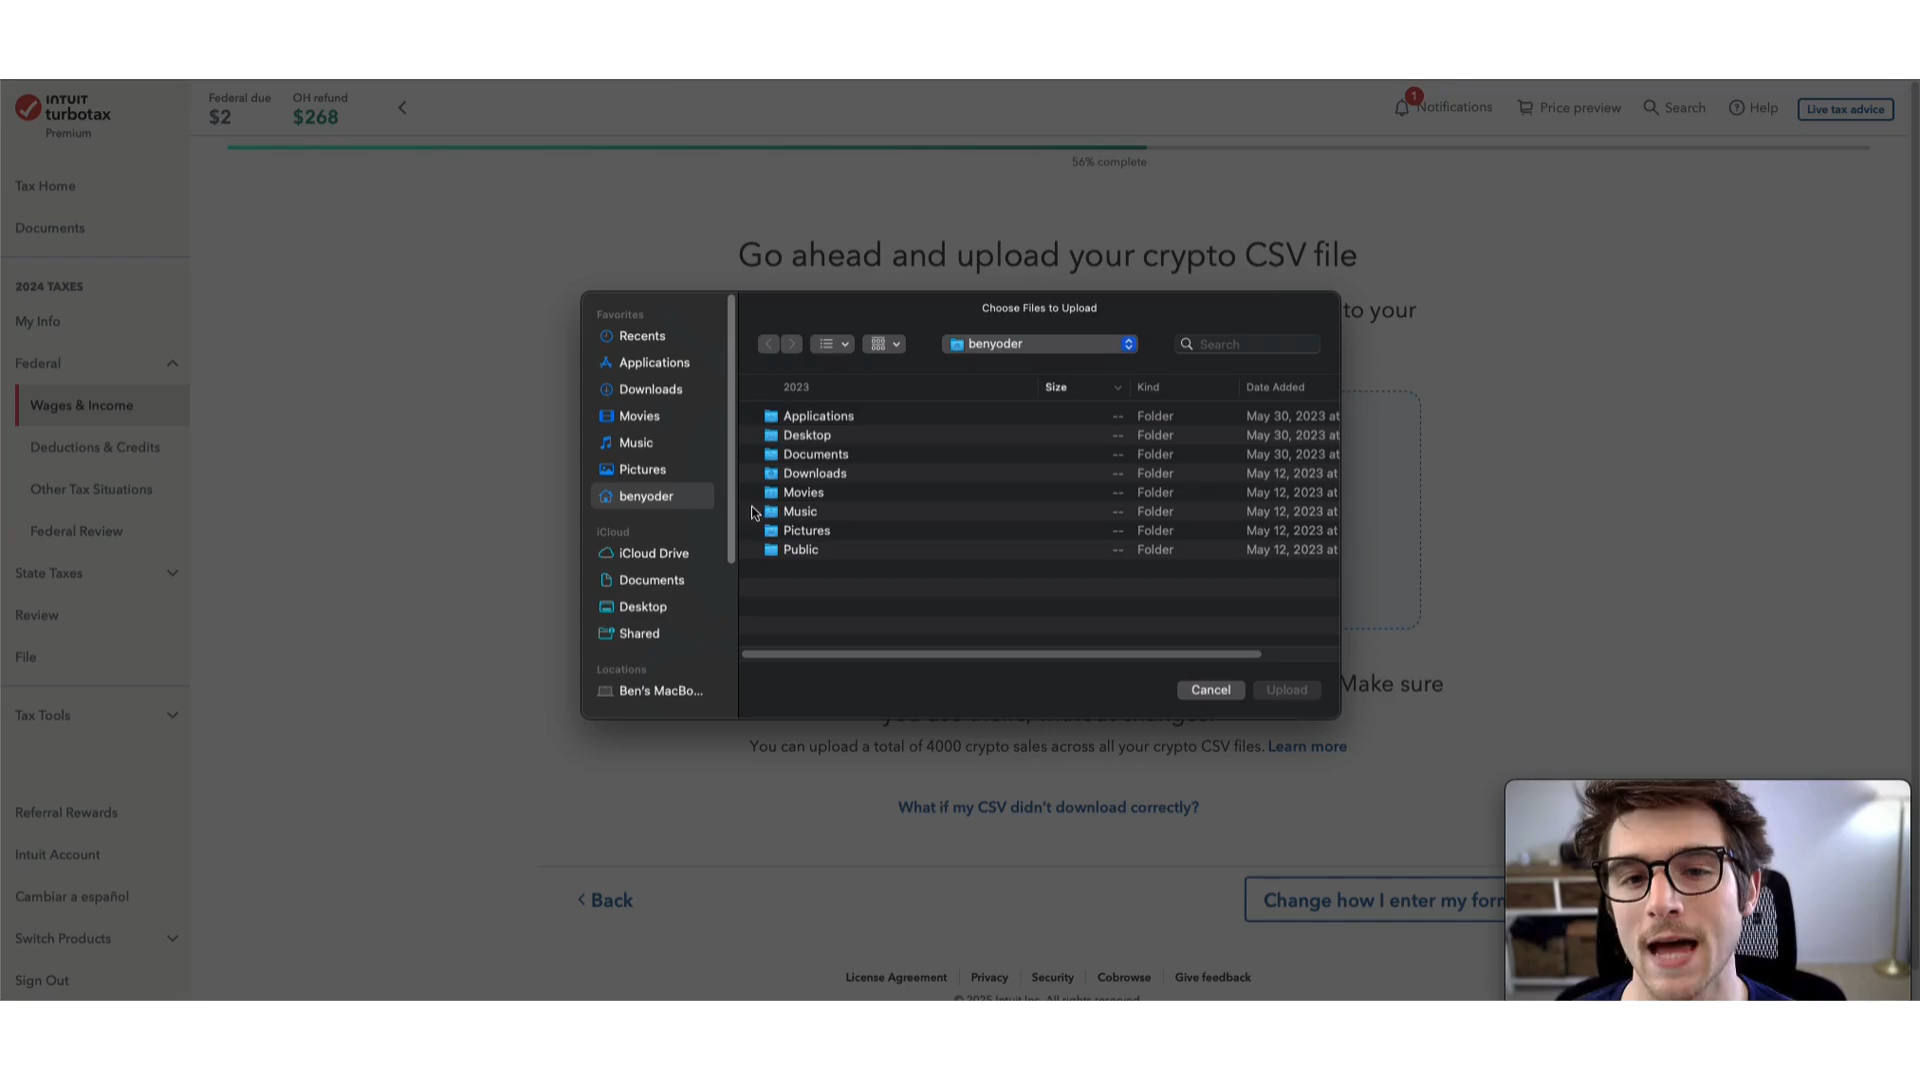 INTUIT
turbotax
Premium
Federal due
$2
OH refund
$268
1
Notifications
Price preview
Search
Help
Live tax advice
56% complete
Tax Home
Documents
2024 TAXES
My Info
Federal
Wages & Income
Deductions & Credits
Other Tax Situations
Federal Review
State Taxes
Review
File
Tax Tools
Referral Rewards
Intuit Account
Cambiar a español
Switch Products
Sign Out
Go ahead and upload your crypto CSV file
to your
Choose Files to Upload
Favorites
Recents
Applications
Downloads
Movies
Music
Pictures
benyoder
iCloud
iCloud Drive
Documents
Desktop
Shared
Locations
Ben's MacBo...
benyoder
Search
2023 Size Kind Date Added
Applications -- Folder May 30, 2023 at
Desktop -- Folder May 30, 2023 at
Documents -- Folder May 30, 2023 at
Downloads -- Folder May 12, 2023 at
Movies -- Folder May 12, 2023 at
Music -- Folder May 12, 2023 at
Pictures -- Folder May 12, 2023 at
Public -- Folder May 12, 2023 at
Cancel
Upload
Make sure
You can upload a total of 4000 crypto sales across all your crypto CSV files. Learn more
What if my CSV didn't download correctly?
Back
Change how I enter my form
License Agreement
Privacy
Security
Cobrowse
Give feedback
© 2025 Intuit Inc. All rights reserved.